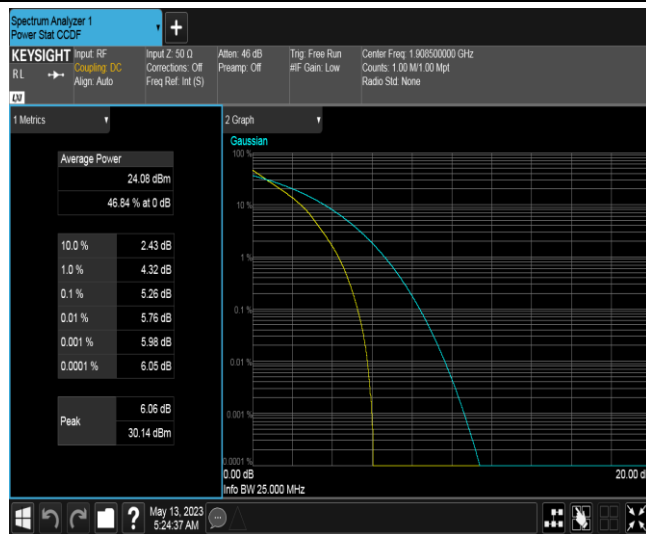 Spectrum Analyzer 1
Power Stat CCDF
+
KEYSIGHT
RL
LXI
Input: RF
Coupling: DC
Align: Auto
Input Z: 50 Ω
Corrections: Off
Freq Ref: Int (S)
Atten: 46 dB
Preamp: Off
Trig: Free Run
#IF Gain: Low
Center Freq: 1.908500000 GHz
Counts: 1.00 M/1.00 Mpt
Radio Std: None
1 Metrics
Average Power
24.08 dBm
46.84 % at 0 dB
10.0 % 2.43 dB
1.0 % 4.32 dB
0.1 % 5.26 dB
0.01 % 5.76 dB
0.001 % 5.98 dB
0.0001 % 6.05 dB
Peak 6.06 dB
30.14 dBm
2 Graph
Gaussian
100 %
10 %
1 %
0.1 %
0.01 %
0.001 %
0.0001 %
0.00 dB 20.00 d
Info BW 25.000 MHz
?
May 13, 2023
5:24:37 AM